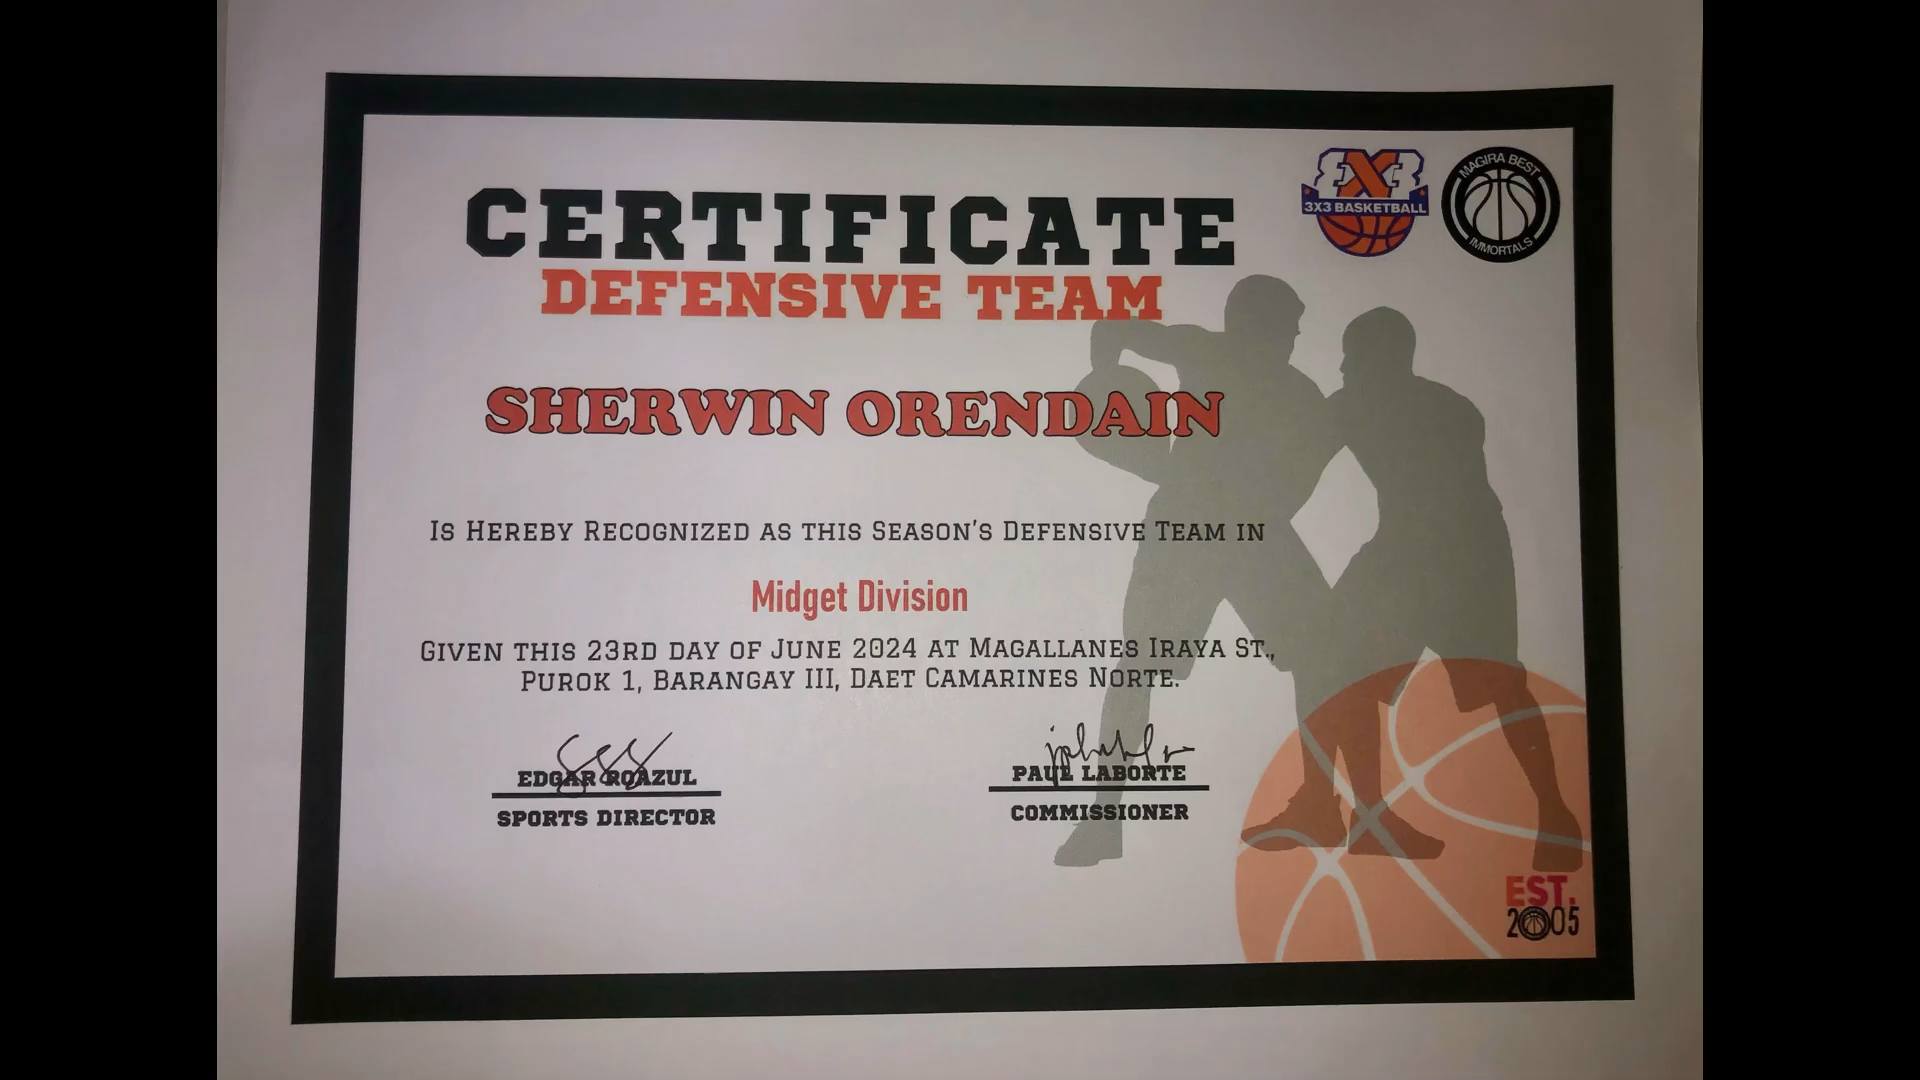 3X3
3X3 BASKETBALL
MAGIRA BEST
IMMORTALS
CERTIFICATE
DEFENSIVE TEAM
SHERWIN ORENDAIN
IS HEREBY RECOGNIZED AS THIS SEASON'S DEFENSIVE TEAM IN
Midget Division
GIVEN THIS 23RD DAY OF JUNE 2024 AT MAGALLANES IRAYA ST.,
PUROK 1, BARANGAY III, DAET CAMARINES NORTE.
EDGAR ROAZUL
SPORTS DIRECTOR
PAUL LABORTE
COMMISSIONER
EST.
2005